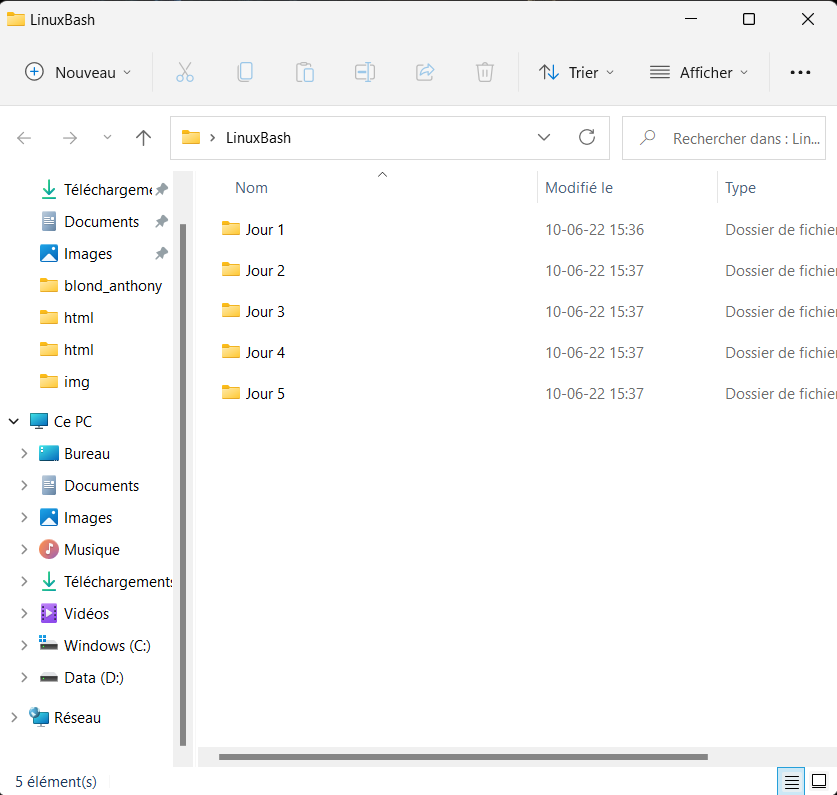 LinuxBash
Nouveau Trier Afficher
LinuxBash Rechercher dans : Lin...
Téléchargeme
Documents
Images
blond_anthony
html
html
img
Ce PC
Bureau
Documents
Images
Musique
Téléchargements
Vidéos
Windows (C:)
Data (D:)
Réseau
Nom Modifié le Type
Jour 1 10-06-22 15:36 Dossier de fichier
Jour 2 10-06-22 15:37 Dossier de fichier
Jour 3 10-06-22 15:37 Dossier de fichier
Jour 4 10-06-22 15:37 Dossier de fichier
Jour 5 10-06-22 15:37 Dossier de fichier
5 élément(s)